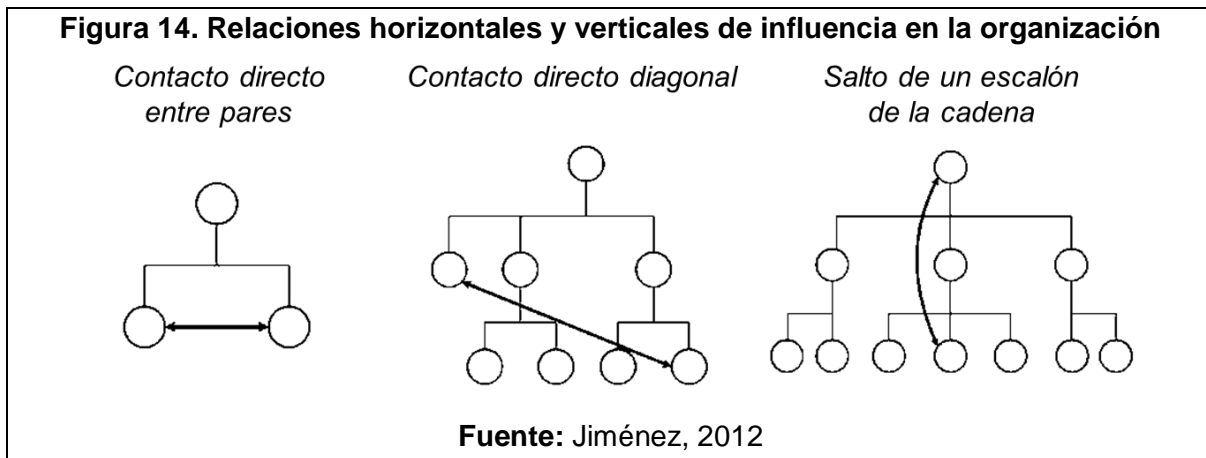 Figura 14. Relaciones horizontales y verticales de influencia en la organización
Contacto directo
entre pares
Contacto directo diagonal
Salto de un escalón
de la cadena
Fuente: Jiménez, 2012